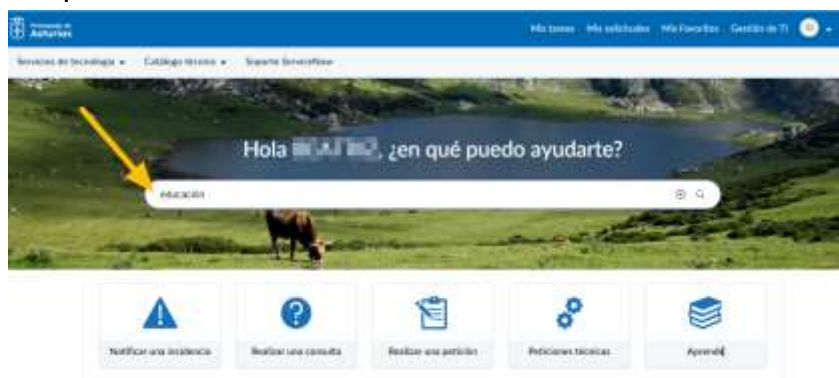 Asturias
Mis tareas Mis solicitudes Mis Favoritos Gestión de TI
Servicios de tecnología Catálogo técnico Soporte ServiceNow
Hola , ¿en qué puedo ayudarte?
educación
Notificar una incidencia
Realizar una consulta
Realizar una petición
Peticiones técnicas
Aprende